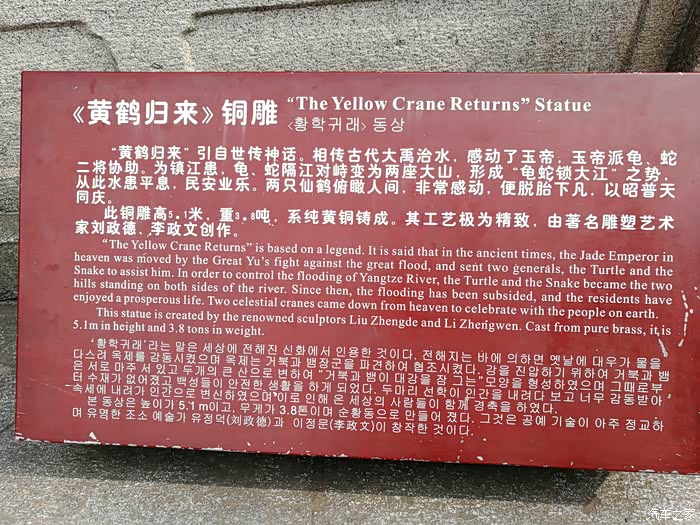 《黄鹤归来》铜雕 “The Yellow Crane Returns” Statue
<황학귀래> 동상
“黄鹤归来”引自世传神话。相传古代大禹治水，感动了玉帝，玉帝派龟、蛇
二将协助。为镇江患，龟、蛇隔江对峙变为两座大山，形成“龟蛇锁大江”之势，
从此水患平息，民安业乐。两只仙鹤俯瞰人间，非常感动，便脱胎下凡，以昭普天
同庆。
此铜雕高5.1米，重3.8吨，系纯黄铜铸成。其工艺极为精致，由著名雕塑艺术
家刘政德、李政文创作。
“The Yellow Crane Returns” is based on a legend. It is said that in the ancient times, the Jade Emperor in
heaven was moved by the Great Yu’s fight against the great flood, and sent two generals, the Turtle and the
Snake to assist him. In order to control the flooding of Yangtze River, the Turtle and the Snake became the two
hills standing on both sides of the river. Since then, the flooding has been subsided, and the residents have
enjoyed a prosperous life. Two celestial cranes came down from heaven to celebrate with the people on earth.
This statue is created by the renowned sculptors Liu Zhengde and Li Zhengwen. Cast from pure brass, it is
5.1m in height and 3.8 tons in weight.
‘황학귀래’라는 말은 세상에 전해진 신화에서 인용한 것이다. 전해지는 바에 의하면 옛날에 대우가 물을
다스려 옥제를 감동시켰으며 옥제는 거북과 뱀장군을 파견하여 협조시켰다. 강을 진압하기 위하여 거북과 뱀
은 서로 마주 서 있고 두개의 큰 산으로 변하여 “거북과 뱀이 대강을 잠 그는”모양을 형성하였으며 그때로부
터 수재가 없어졌고 백성들이 안전한 생활을 하게 되었다. 두마리 선학이 인간을 내려다 보고 너무 감동받아
속세에 내려가 인간으로 변신하였으며 이로 인해 온 세상의 사람들이 함께 경축을 하였다.
본 동상은 높이가 5.1m이고, 무게가 3.8톤이며 순황동으로 만들어 졌다. 그것은 공예 기술이 아주 정교하
며 유명한 조소 예술가 유정덕(刘政德)과 이정문(李政文)이 창작한 것이다.
汽车之家